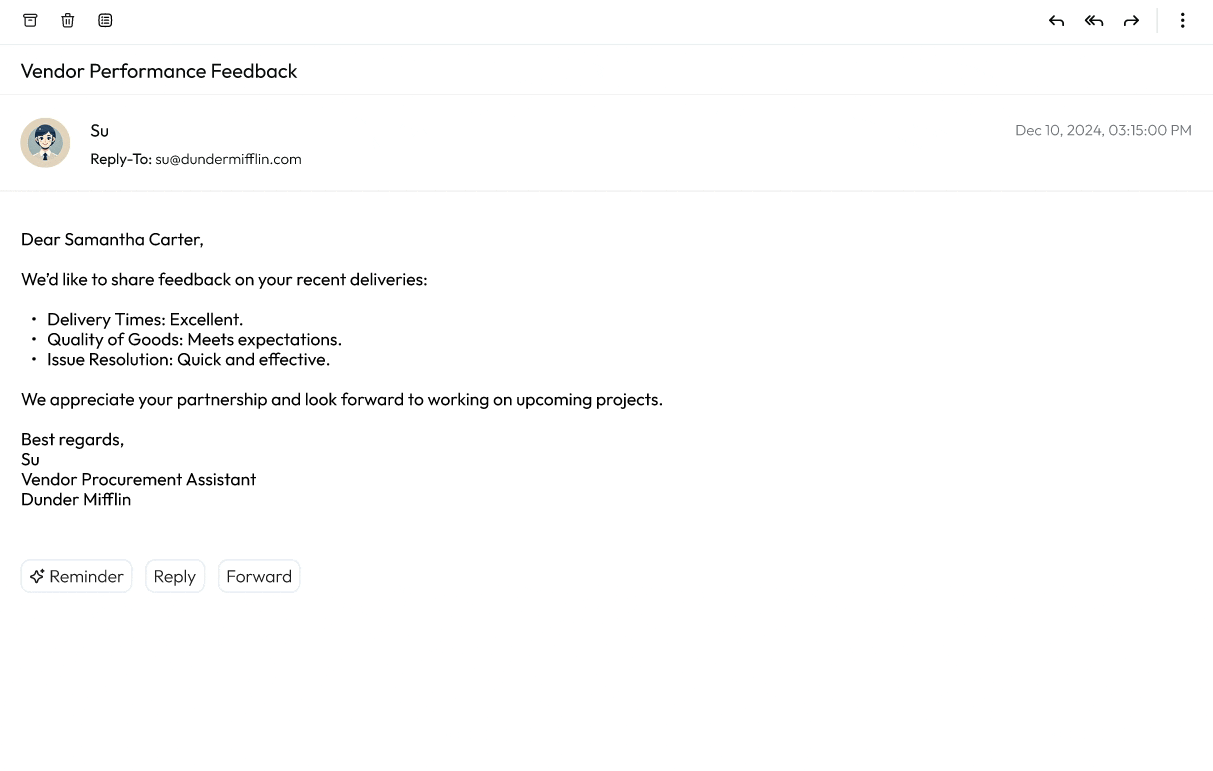 Vendor Performance Feedback
Su
Dec 10, 2024, 03:15:00 PM
Reply-To: su@dundermifflin.com
Dear Samantha Carter,
We’d like to share feedback on your recent deliveries:
• Delivery Times: Excellent.
• Quality of Goods: Meets expectations.
• Issue Resolution: Quick and effective.
We appreciate your partnership and look forward to working on upcoming projects.
Best regards,
Su
Vendor Procurement Assistant
Dunder Mifflin
Reminder Reply Forward